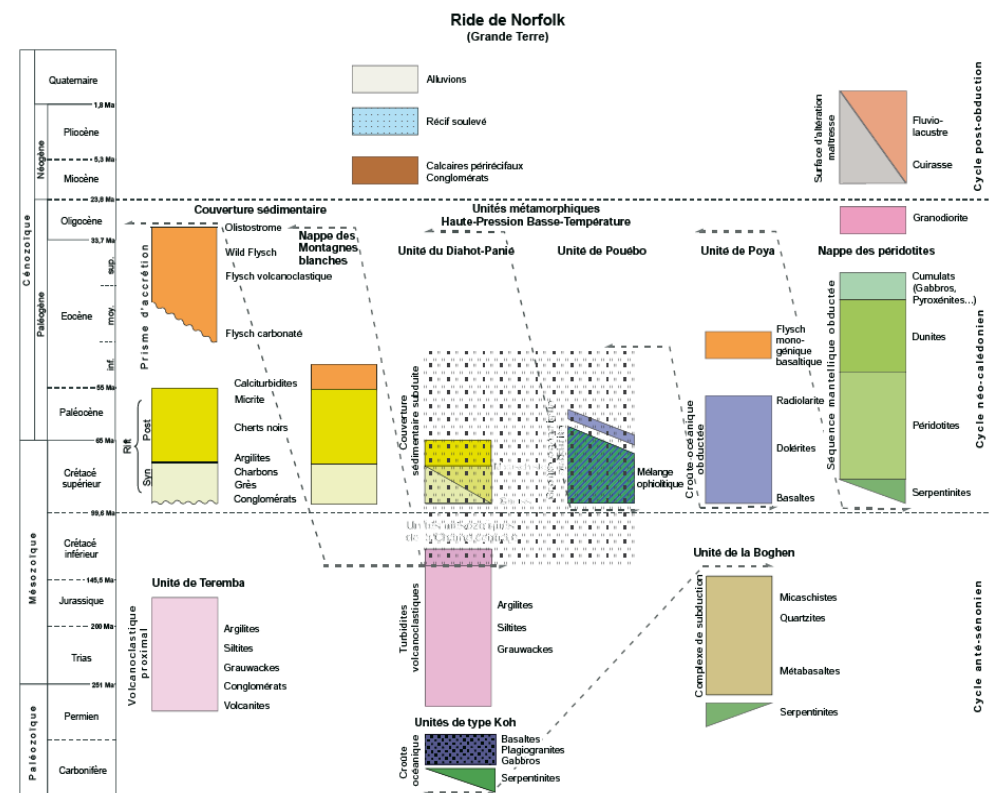 Ride de Norfolk
(Grande Terre)
Cénozoïque
Mésozoïque
Paléozoïque
Néogène
Paléogène
Quaternaire
1,8 Ma
Pliocène
5,3 Ma
Miocène
23,8 Ma
Oligocène
33,7 Ma
sup.
Eocène
moy.
inf.
55 Ma
Paléocène
65 Ma
Crétacé
supérieur
99,6 Ma
Crétacé
inférieur
145,5 Ma
Jurassique
200 Ma
Trias
251 Ma
Permien
Carbonifère
Alluvions
Récif soulevé
Calcaires périrécifaux
Conglomérats
Surface d'altération
maîtresse
Fluvio-
lacustre
Cuirasse
Cycle post-obduction
Couverture sédimentaire
Prisme d'accrétion
Olistostrome
Wild Flysch
Flysch volcanoclastique
Flysch carbonaté
Nappe des
Montagnes
blanches
Calciturbidites
Micrite
Cherts noirs
Argilites
Charbons
Grès
Conglomérats
Rift
Post
Syn
Unités métamorphiques
Haute-Pression Basse-Température
Unité du Diahot-Panié
Couverture
sédimentaire subduite
Unité de Pouébo
Mélange
ophiolitique
Unité de Poya
Flysch
mono-
génique
basaltique
Croûte-océanique
obductée
Radiolarite
Dolérites
Basaltes
Granodiorite
Nappe des péridotites
Séquence mantellique obductée
Cumulats
(Gabbros,
Pyroxénites...)
Dunites
Péridotites
Serpentinites
Cycle néo-calédonien
Unité de Teremba
Volcanoclastique
proximal
Argilites
Siltites
Grauwackes
Conglomérats
Volcanites
Turbidites
volcanoclastiques
Argilites
Siltites
Grauwackes
Unités de type Koh
Croûte
océanique
Basaltes
Plagiogranites
Gabbros
Serpentinites
Unité de la Boghen
Complexe de subduction
Micaschistes
Quartzites
Métabasaltes
Serpentinites
Cycle anté-sénonien